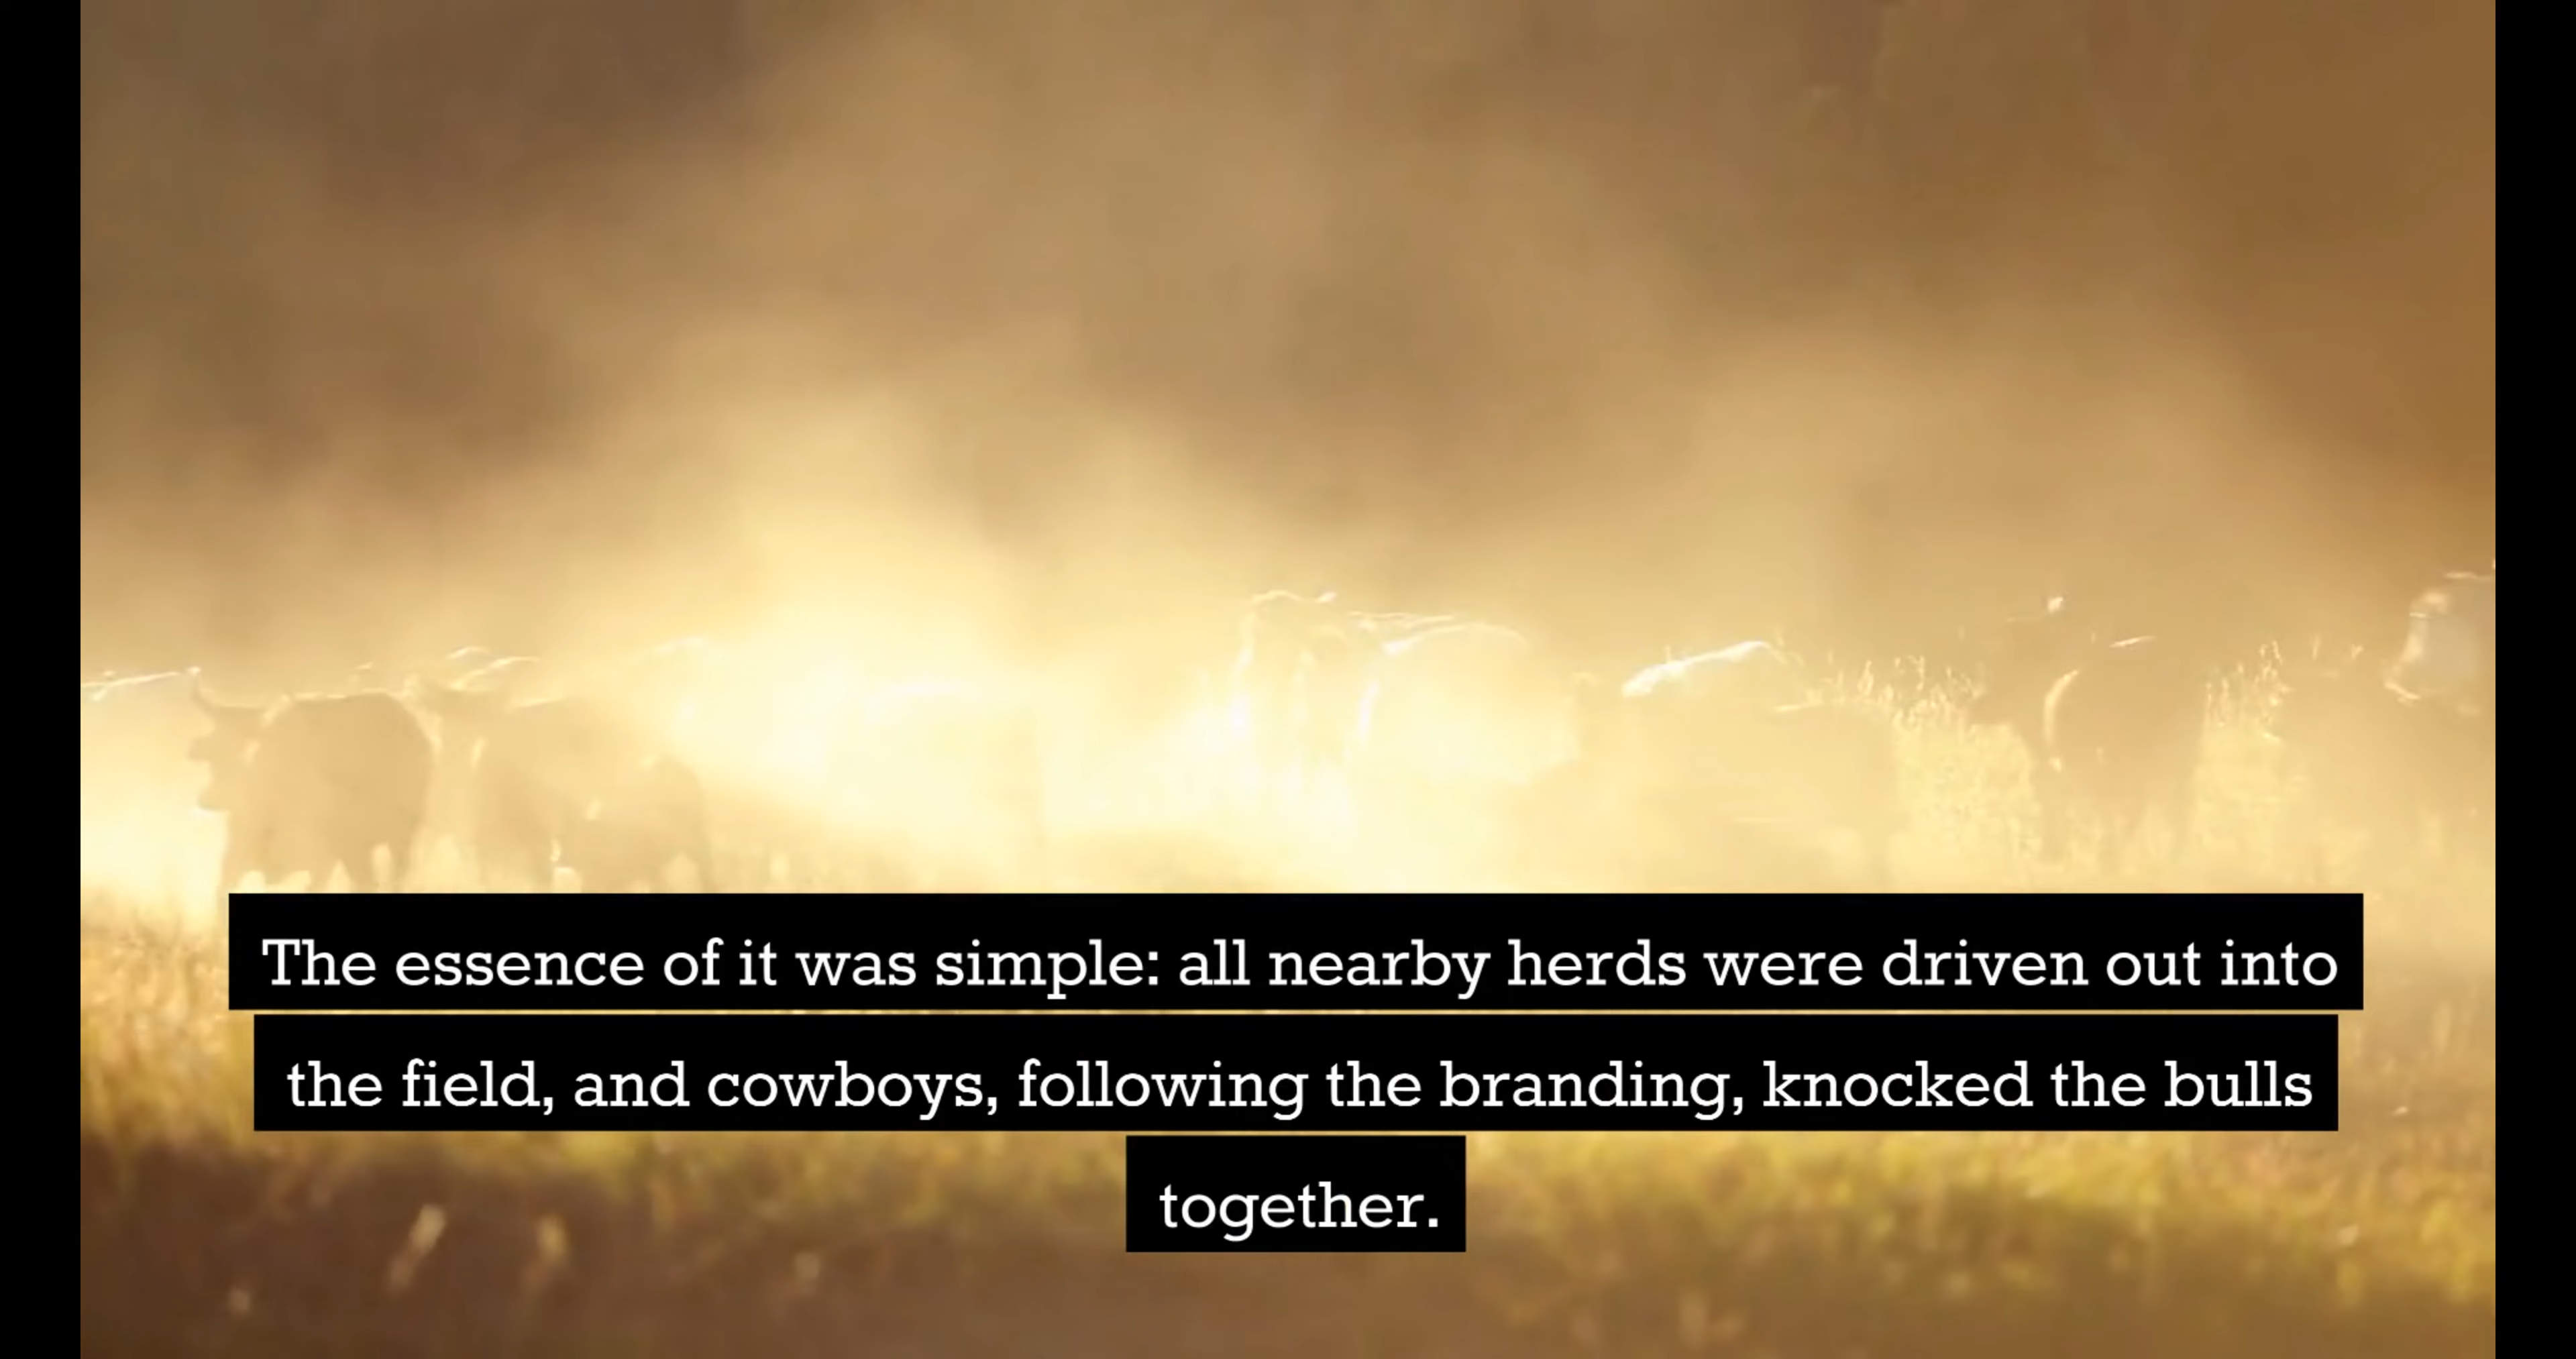 The essence of it was simple: all nearby herds were driven out into
the field, and cowboys, following the branding, knocked the bulls
together.